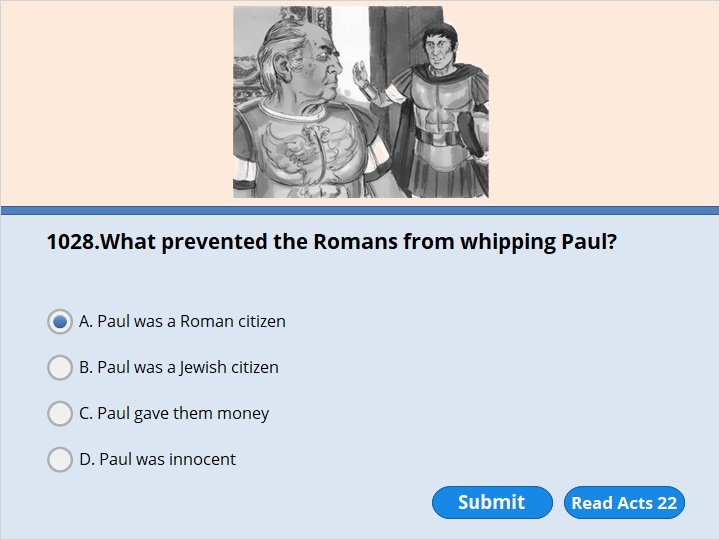 1028.What prevented the Romans from whipping Paul?
A. Paul was a Roman citizen
B. Paul was a Jewish citizen
C. Paul gave them money
D. Paul was innocent
Submit
Read Acts 22